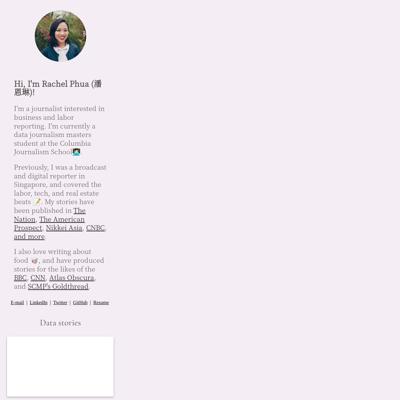 Hi, I'm Rachel Phua (潘
恩琳)!
I'm a journalist interested in
business and labor
reporting. I'm currently a
data journalism masters
student at the Columbia
Journalism School👩🏻‍💻.
Previously, I was a broadcast
and digital reporter in
Singapore, and covered the
labor, tech, and real estate
beats 📝. My stories have
been published in The
Nation, The American
Prospect, Nikkei Asia, CNBC,
and more.
I also love writing about
food 🥡, and have produced
stories for the likes of the
BBC, CNN, Atlas Obscura,
and SCMP's Goldthread.
E-mail | LinkedIn | Twitter | GitHub | Resume
Data stories